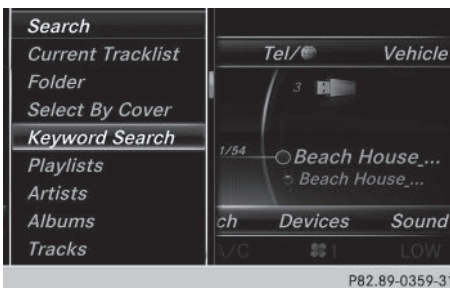 Search
Current Tracklist
Folder
Select By Cover
Keyword Search
Playlists
Artists
Albums
Tracks
Tel/
Vehicle
3
1/54
Beach House_...
Beach House_...
ch
Devices
Sound
A/C
1
LOW
P82.89-0359-31